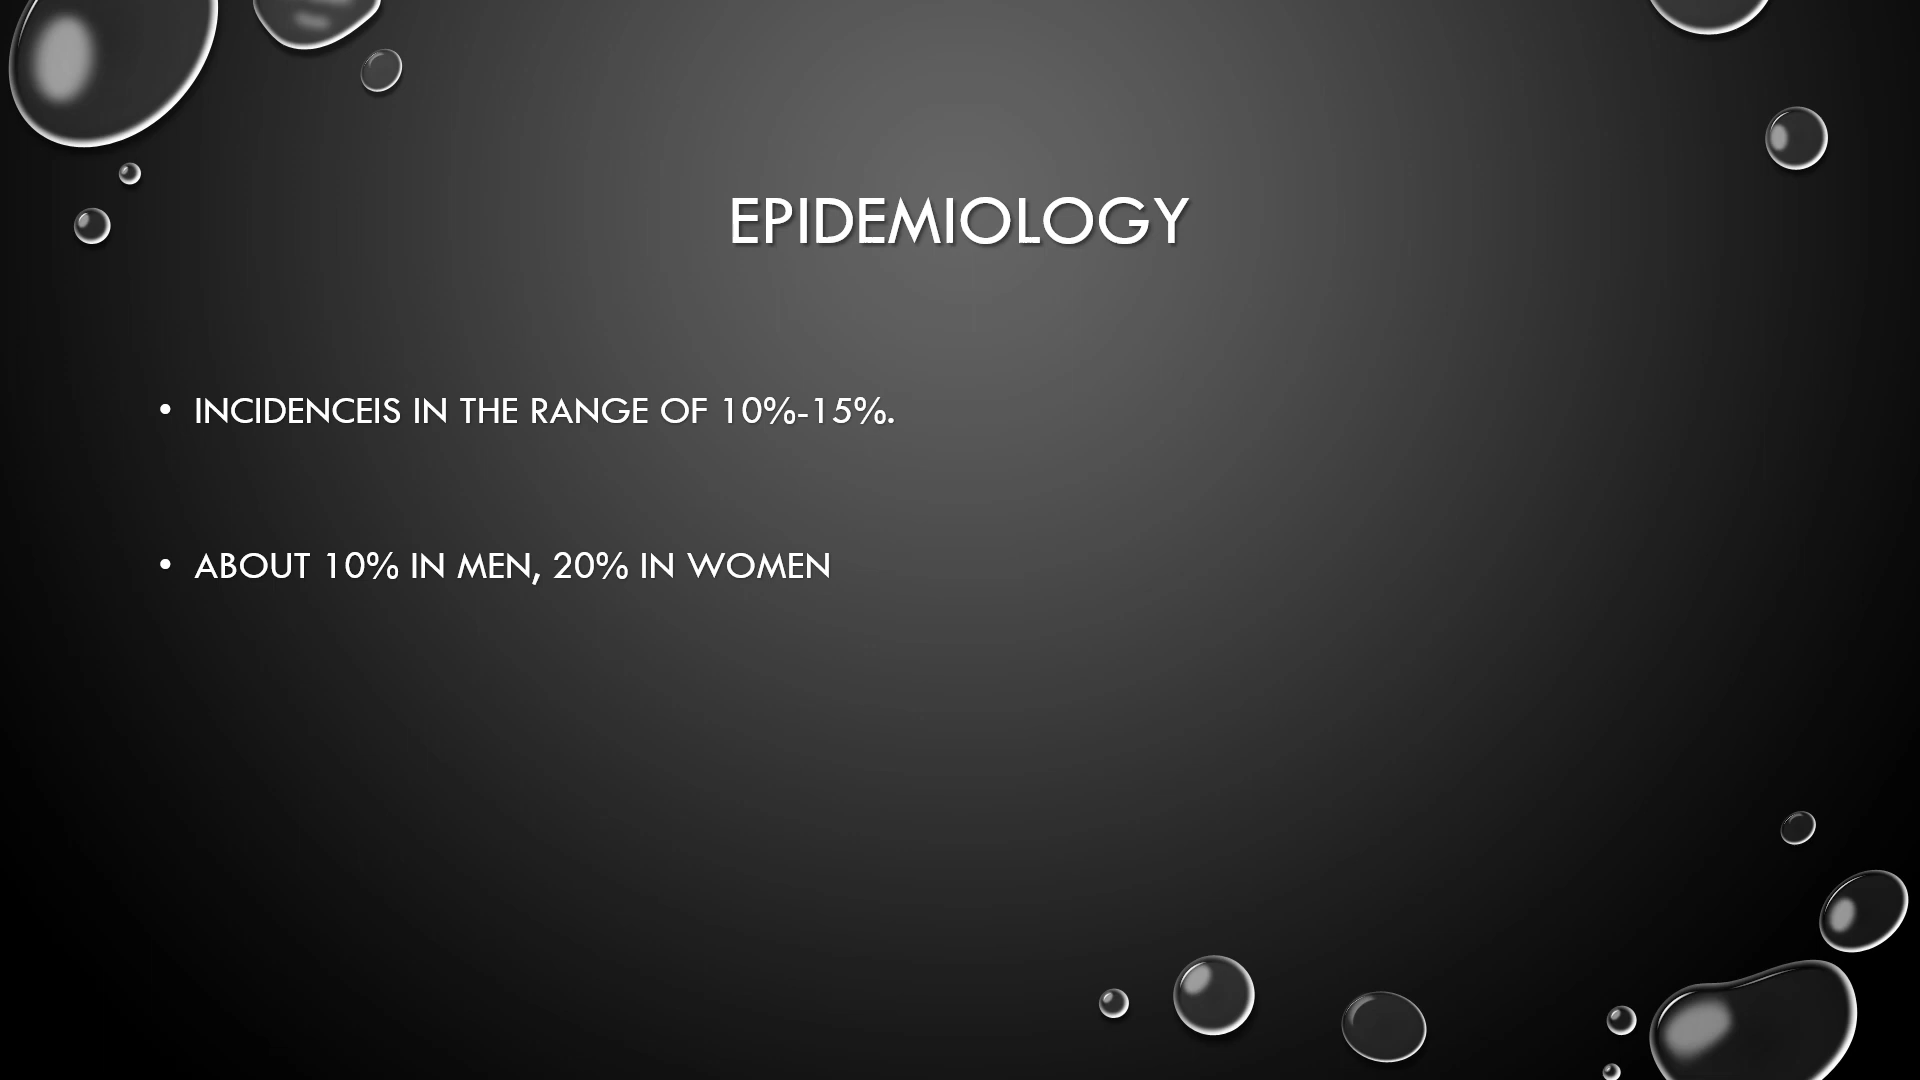 EPIDEMIOLOGY
• INCIDENCEIS IN THE RANGE OF 10%-15%.
• ABOUT 10% IN MEN, 20% IN WOMEN